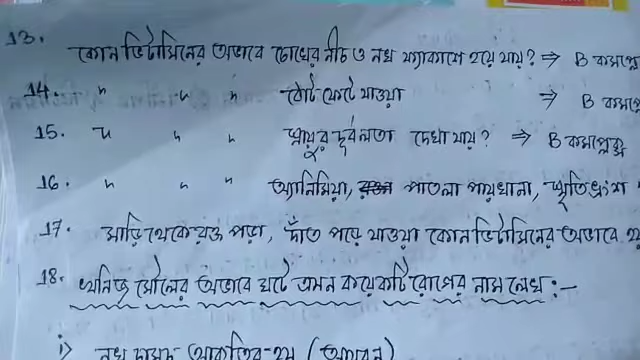 13.
কোন ভিটামিনের অভাবে চোখের নীচ ও নখ ফ্যাকাশে হয়ে যায়? ⇒ B কমপ্লে
14. " " " ঠোঁট ফেটে যাওয়া ⇒ B কমপ্লে
15. " " " স্নায়ুর দুর্বলতা দেখা যায়? ⇒ B কমপ্লেক্স
16. " " " অ্যানিমিয়া, পাতলা পায়খানা, স্মৃতিভ্রংশ
17. মাড়ি থেকে রক্ত পড়া, দাঁত পড়ে যাওয়া কোন ভিটামিনের অভাবে হয়
18. খনিজ মৌলের অভাবে ঘটে এমন কয়েকটি রোগের নাম লেখ :-
i) নখ চামচ আকৃতির হয় (আয়রন)